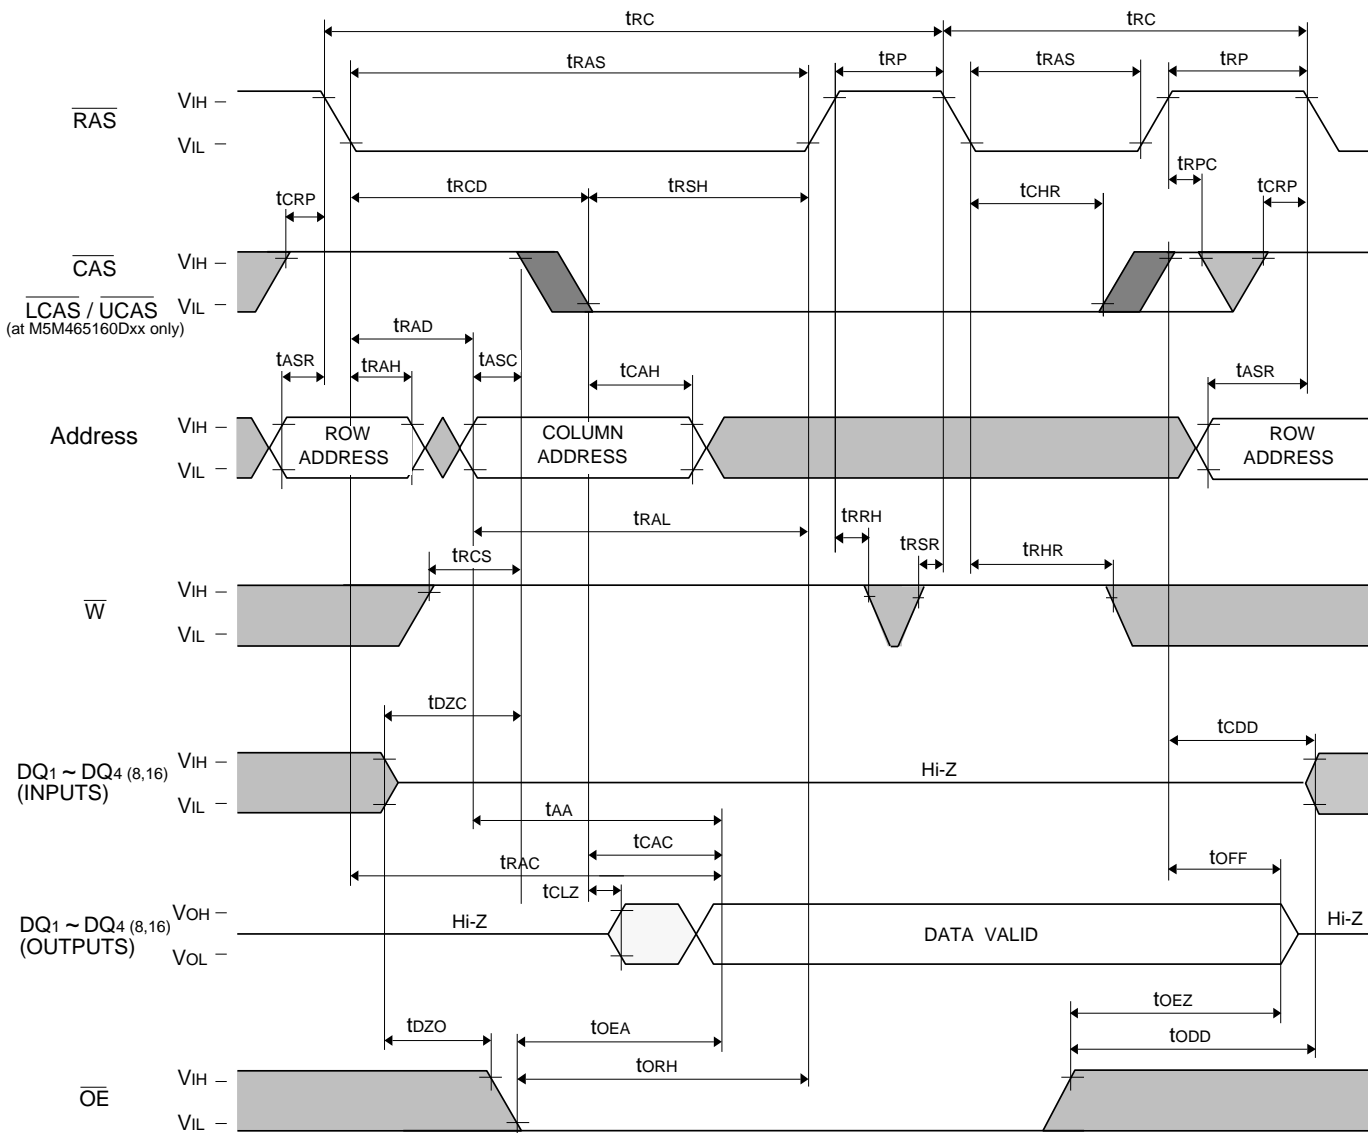 tRC tRC
tRAS tRP tRAS tRP
RAS
VIH
VIL
tRCD tRSH tCHR tRPC
tCRP tCRP
CAS
VIH
LCAS / UCAS
VIL
(at M5M465160Dxx only)
tRAD
tASR tRAH tASC tCAH tASR
Address
VIH
VIL
ROW
ADDRESS
COLUMN
ADDRESS
ROW
ADDRESS
tRAL tRRH
tRCS tRSR tRHR
W
VIH
VIL
tDZC tCDD
DQ1 ~ DQ4 (8,16)
(INPUTS)
VIH
VIL
Hi-Z
tAA
tCAC
tRAC tOFF
tCLZ
DQ1 ~ DQ4 (8,16)
(OUTPUTS)
VOH
VOL
Hi-Z DATA VALID Hi-Z
tOEZ
tDZO tOEA tODD
tORH
OE
VIH
VIL